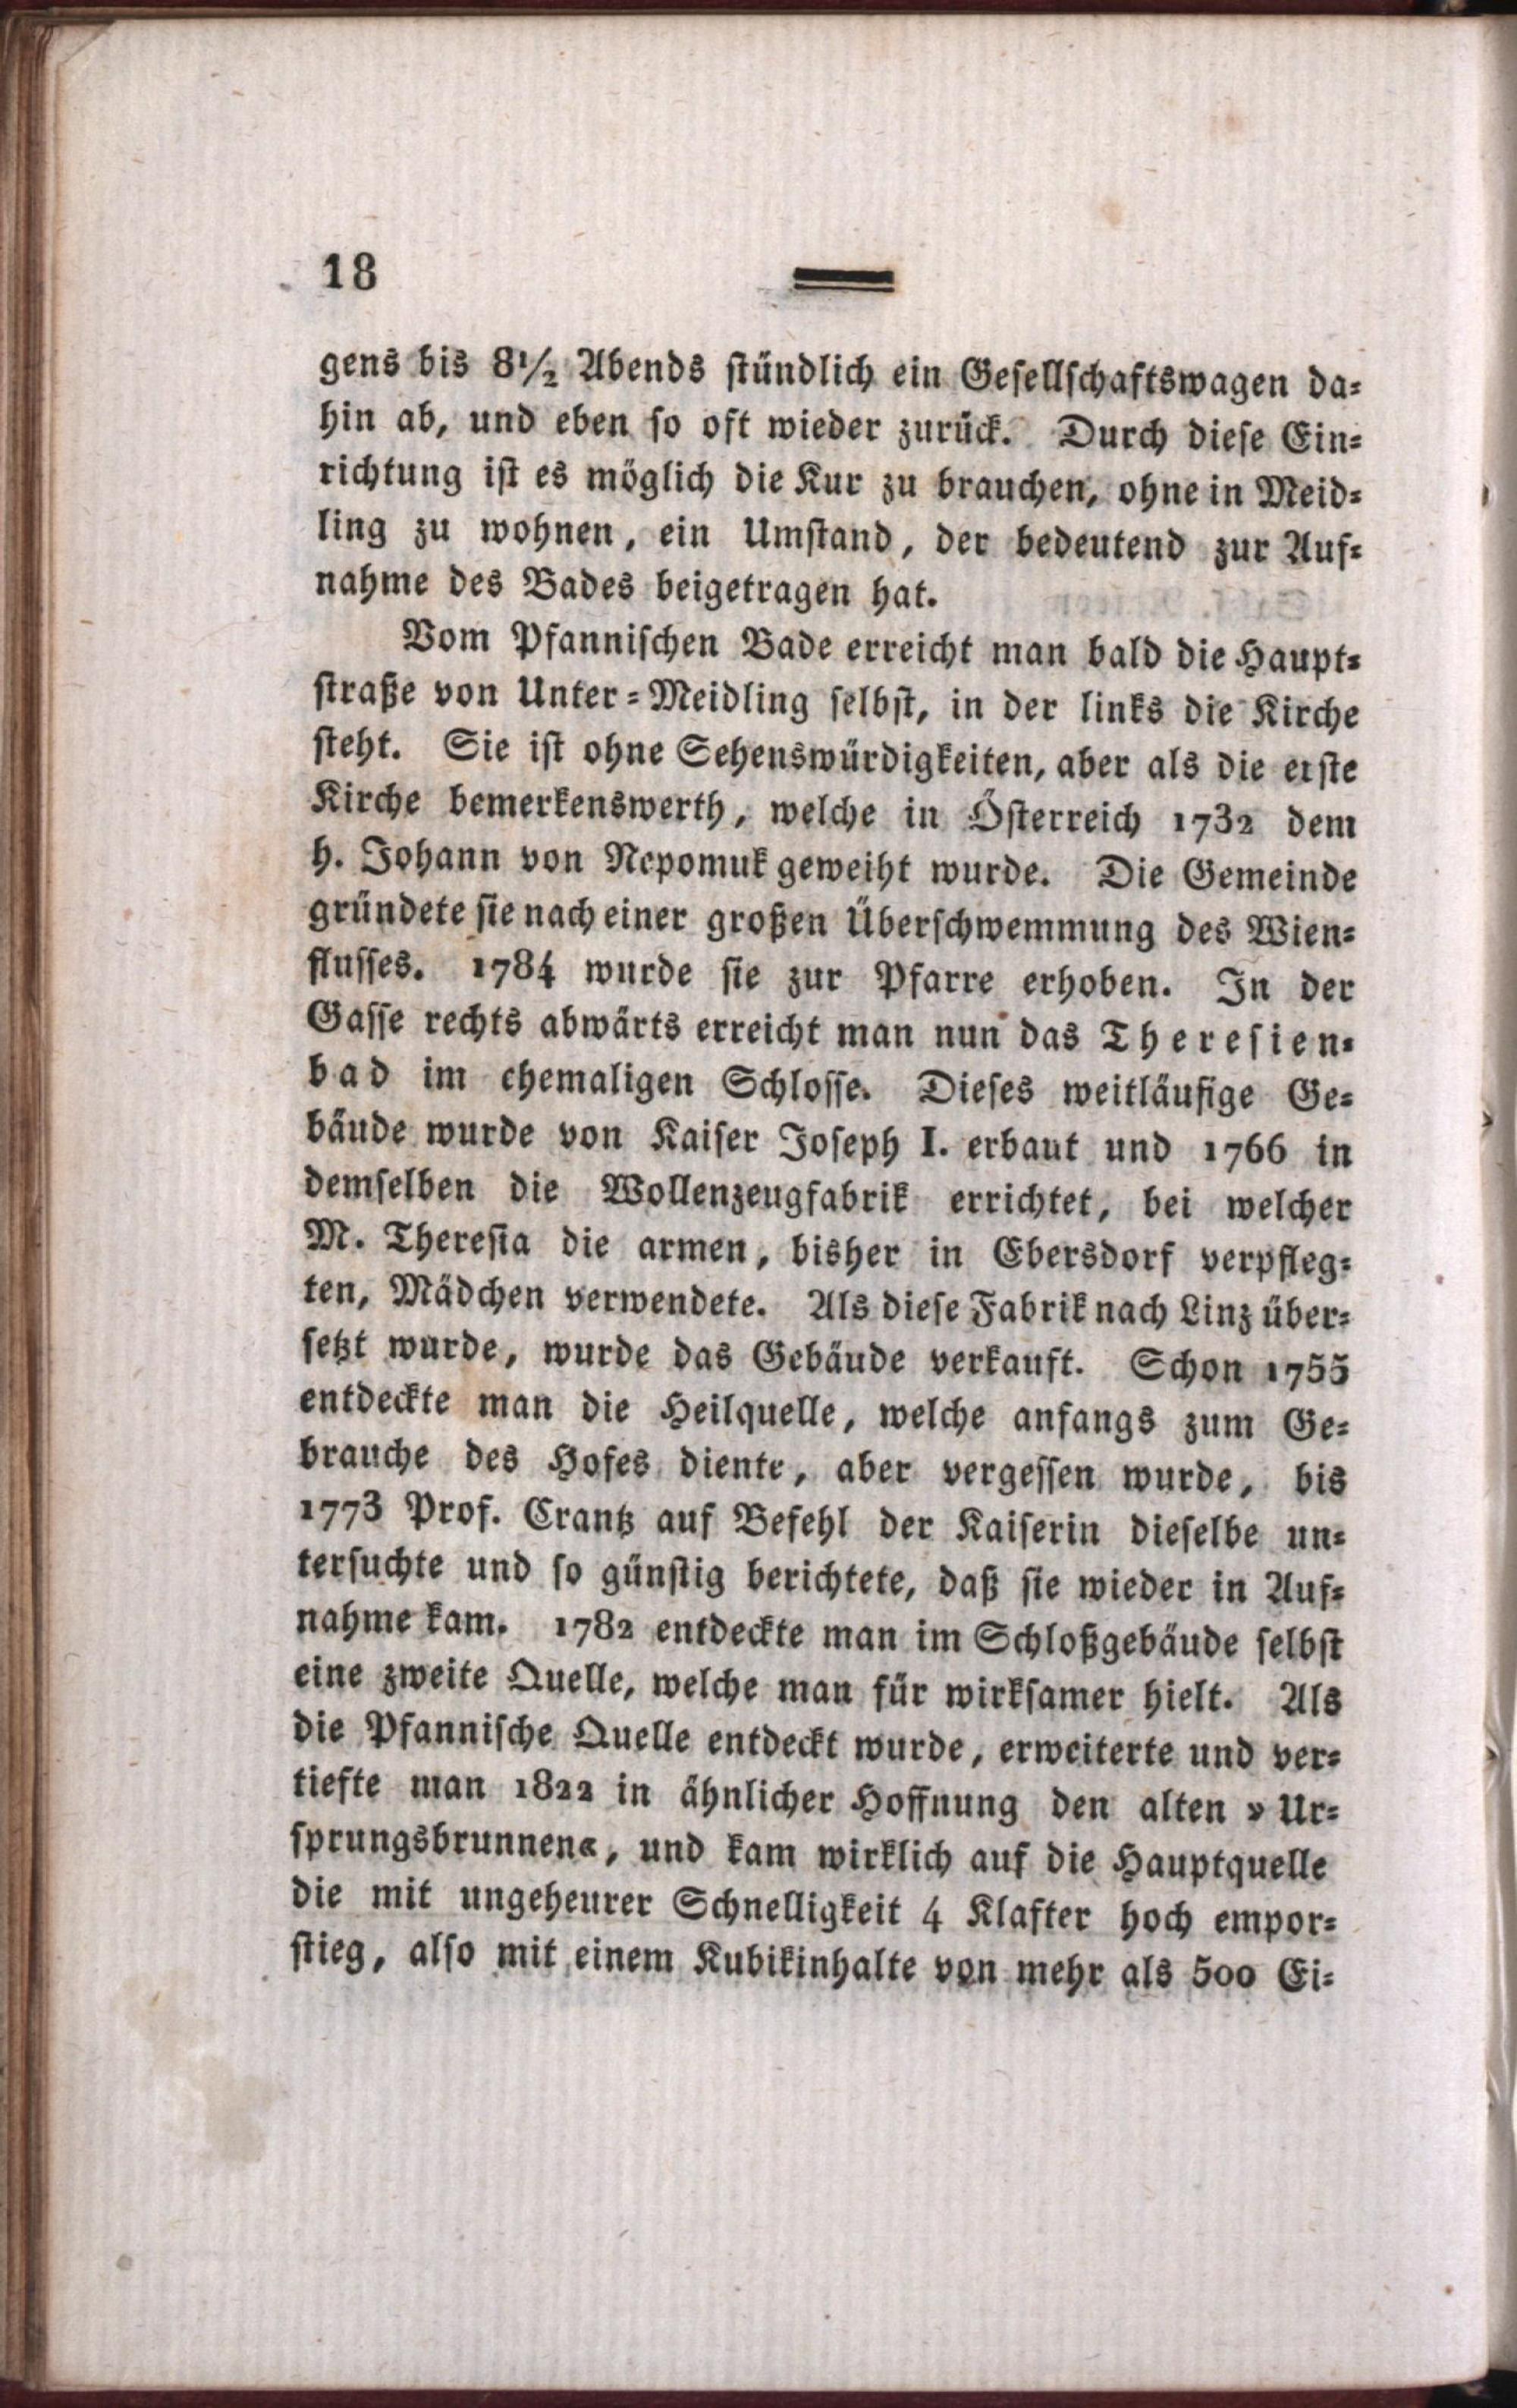 18
gens bis 8½ Abends stündlich ein Gesellschaftswagen da=
hin ab, und eben so oft wieder zurück. Durch diese Ein=
richtung ist es möglich die Kur zu brauchen, ohne in Meid=
ling zu wohnen, ein Umstand, der bedeutend zur Auf=
nahme des Bades beigetragen hat.
Vom Pfannischen Bade erreicht man bald die Haupt=
straße von Unter=Meidling selbst, in der links die Kirche
steht. Sie ist ohne Sehenswürdigkeiten, aber als die erste
Kirche bemerkenswerth, welche in Österreich 1732 dem
h. Johann von Nepomuk geweiht wurde. Die Gemeinde
gründete sie nach einer großen Überschwemmung des Wien=
flusses. 1784 wurde sie zur Pfarre erhoben. In der
Gasse rechts abwärts erreicht man nun das Theresien=
bad im ehemaligen Schlosse. Dieses weitläufige Ge=
bäude wurde von Kaiser Joseph I. erbaut und 1766 in
demselben die Wollenzeugfabrik errichtet, bei welcher
M. Theresia die armen, bisher in Ebersdorf verpfleg=
ten, Mädchen verwendete. Als diese Fabrik nach Linz über=
setzt wurde, wurde das Gebäude verkauft. Schon 1755
entdeckte man die Heilquelle, welche anfangs zum Ge=
brauche des Hofes diente, aber vergessen wurde, bis
1773 Prof. Crantz auf Befehl der Kaiserin dieselbe un=
tersuchte und so günstig berichtete, daß sie wieder in Auf=
nahme kam. 1782 entdeckte man im Schloßgebäude selbst
eine zweite Quelle, welche man für wirksamer hielt. Als
die Pfannische Quelle entdeckt wurde, erweiterte und ver=
tiefte man 1822 in ähnlicher Hoffnung den alten »Ur=
sprungsbrunnen«, und kam wirklich auf die Hauptquelle
die mit ungeheurer Schnelligkeit 4 Klafter hoch empor=
stieg, also mit einem Kubikinhalte von mehr als 500 Ei=